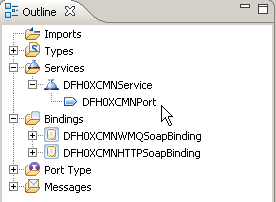 Outline
Imports
Types
Services
DFH0XCMNService
DFH0XCMNPort
Bindings
DFH0XCMNWMQSoapBinding
DFH0XCMNHTTPSoapBinding
Port Type
Messages